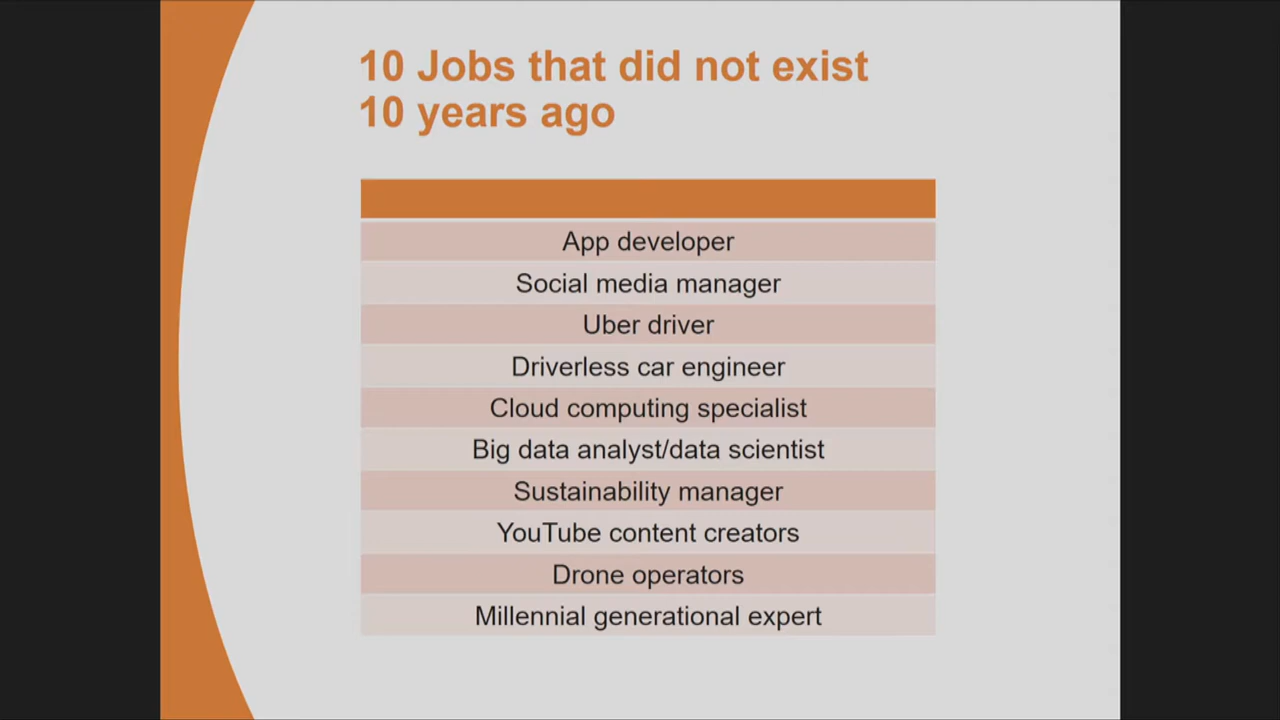 10 Jobs that did not exist
10 years ago
App developer
Social media manager
Uber driver
Driverless car engineer
Cloud computing specialist
Big data analyst/data scientist
Sustainability manager
YouTube content creators
Drone operators
Millennial generational expert